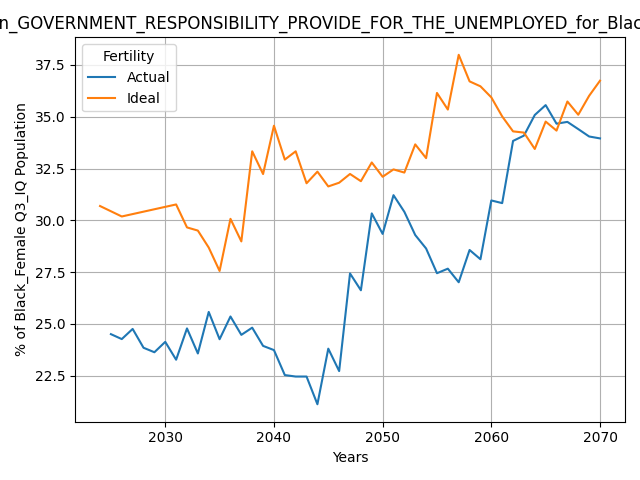 n_GOVERNMENT_RESPONSIBILITY_PROVIDE_FOR_THE_UNEMPLOYED_for_Blac
Fertility
Actual
Ideal
% of Black_Female Q3_IQ Population
37.5
35.0
32.5
30.0
27.5
25.0
22.5
2030
2040
2050
2060
2070
Years